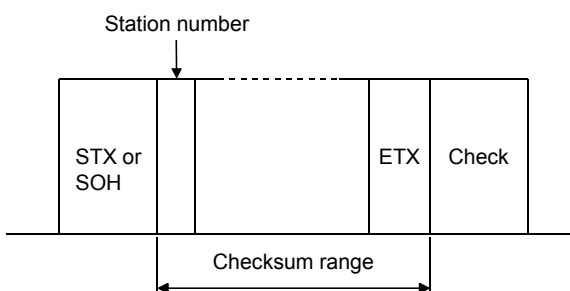 Station number
STX or
SOH
ETX
Check
Checksum range